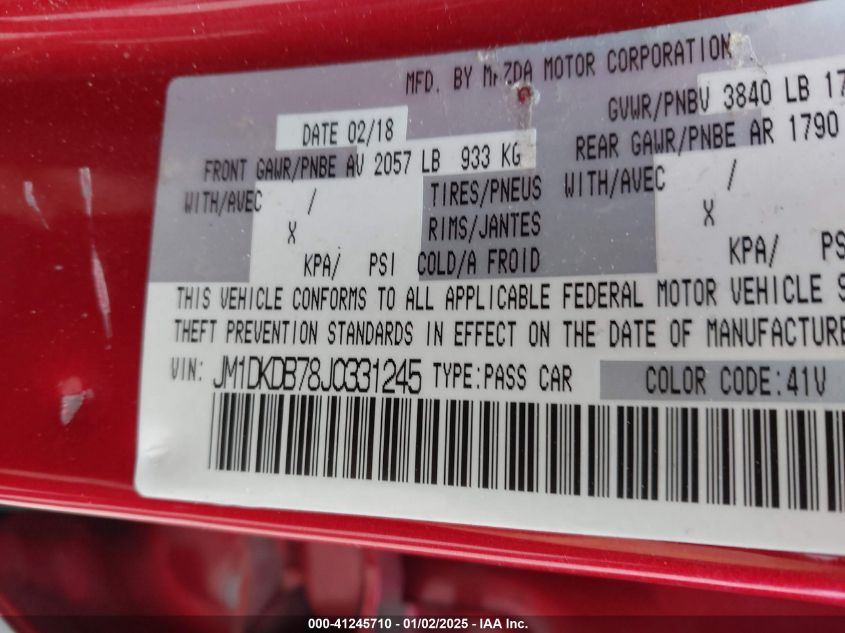 MFD. BY MAZDA MOTOR CORPORATION
DATE 02/18 GVWR/PNBV 3840 LB 17
FRONT GAWR/PNBE AV 2057 LB 933 KG REAR GAWR/PNBE AR 1790
WITH/AVEC / TIRES/PNEUS WITH/AVEC /
X RIMS/JANTES X
KPA/ PSI COLD/A FROID KPA/ PS
THIS VEHICLE CONFORMS TO ALL APPLICABLE FEDERAL MOTOR VEHICLE S
THEFT PREVENTION STANDARDS IN EFFECT ON THE DATE OF MANUFACTURE
VIN: JM1DKDB78J0331245 TYPE:PASS CAR COLOR CODE:41V
000-41245710 - 01/02/2025 - IAA Inc.